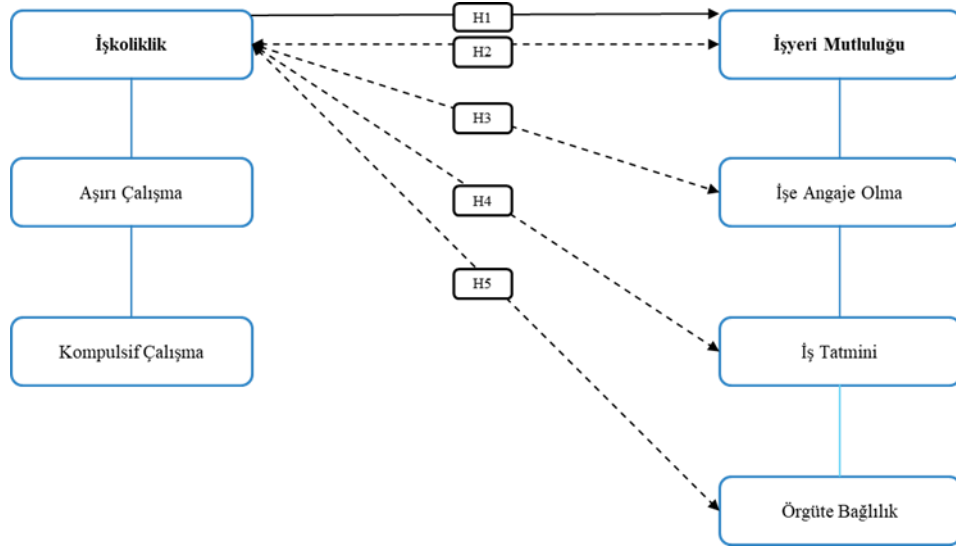 İşkoliklik
H1
İşyeri Mutluluğu
H2
H3
Aşırı Çalışma
İşe Angaje Olma
H4
H5
Kompulsif Çalışma
İş Tatmini
Örgüte Bağlılık